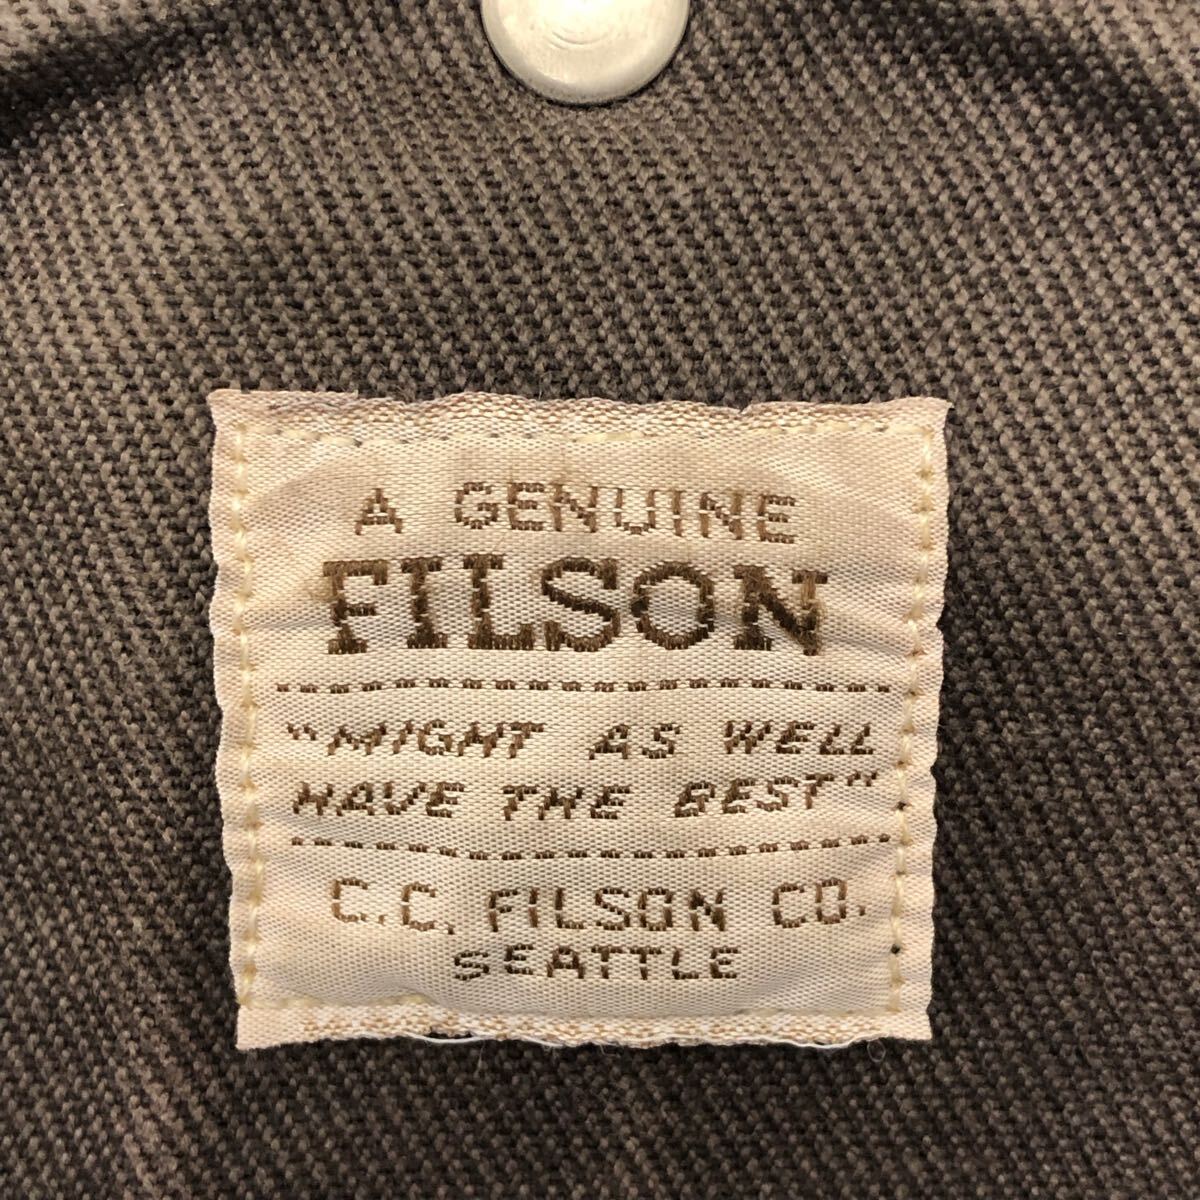 A GENUINE
FILSON
"MIGHT AS WELL
HAVE THE BEST"
C.C. FILSON CO.
SEATTLE